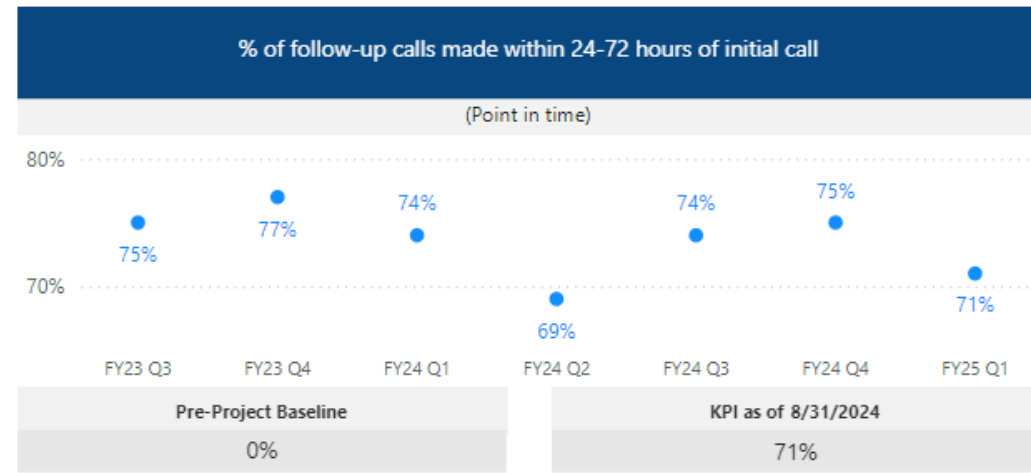 % of follow-up calls made within 24-72 hours of initial call
(Point in time)
80%
74%
74%
75%
77%
75%
70%
71%
69%
FY23 Q3 FY23 Q4 FY24 Q1 FY24 Q2 FY24 Q3 FY24 Q4 FY25 Q1
Pre-Project Baseline KPI as of 8/31/2024
0% 71%